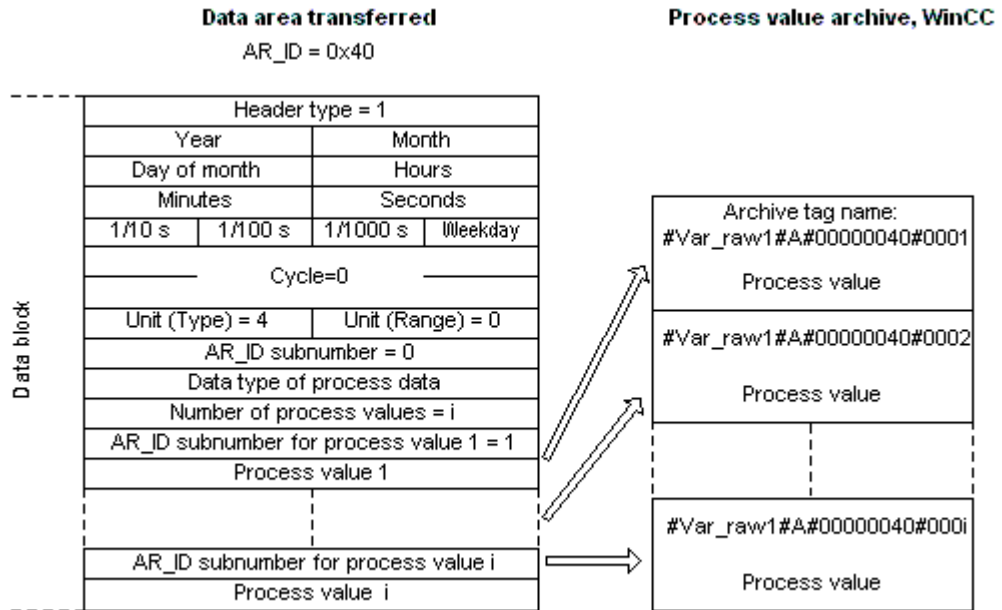 Data area transferred
AR_ID = 0x40
Process value archive, WinCC
Data block
Header type = 1
Year Month
Day of month Hours
Minutes Seconds
1/10 s 1/100 s 1/1000 s Weekday
Cycle=0
Unit (Type) = 4 Unit (Range) = 0
AR_ID subnumber = 0
Data type of process data
Number of process values = i
AR_ID subnumber for process value 1 = 1
Process value 1
AR_ID subnumber for process value i
Process value i
Archive tag name:
#Var_raw1#A#00000040#0001
Process value
#Var_raw1#A#00000040#0002
Process value
#Var_raw1#A#00000040#000i
Process value